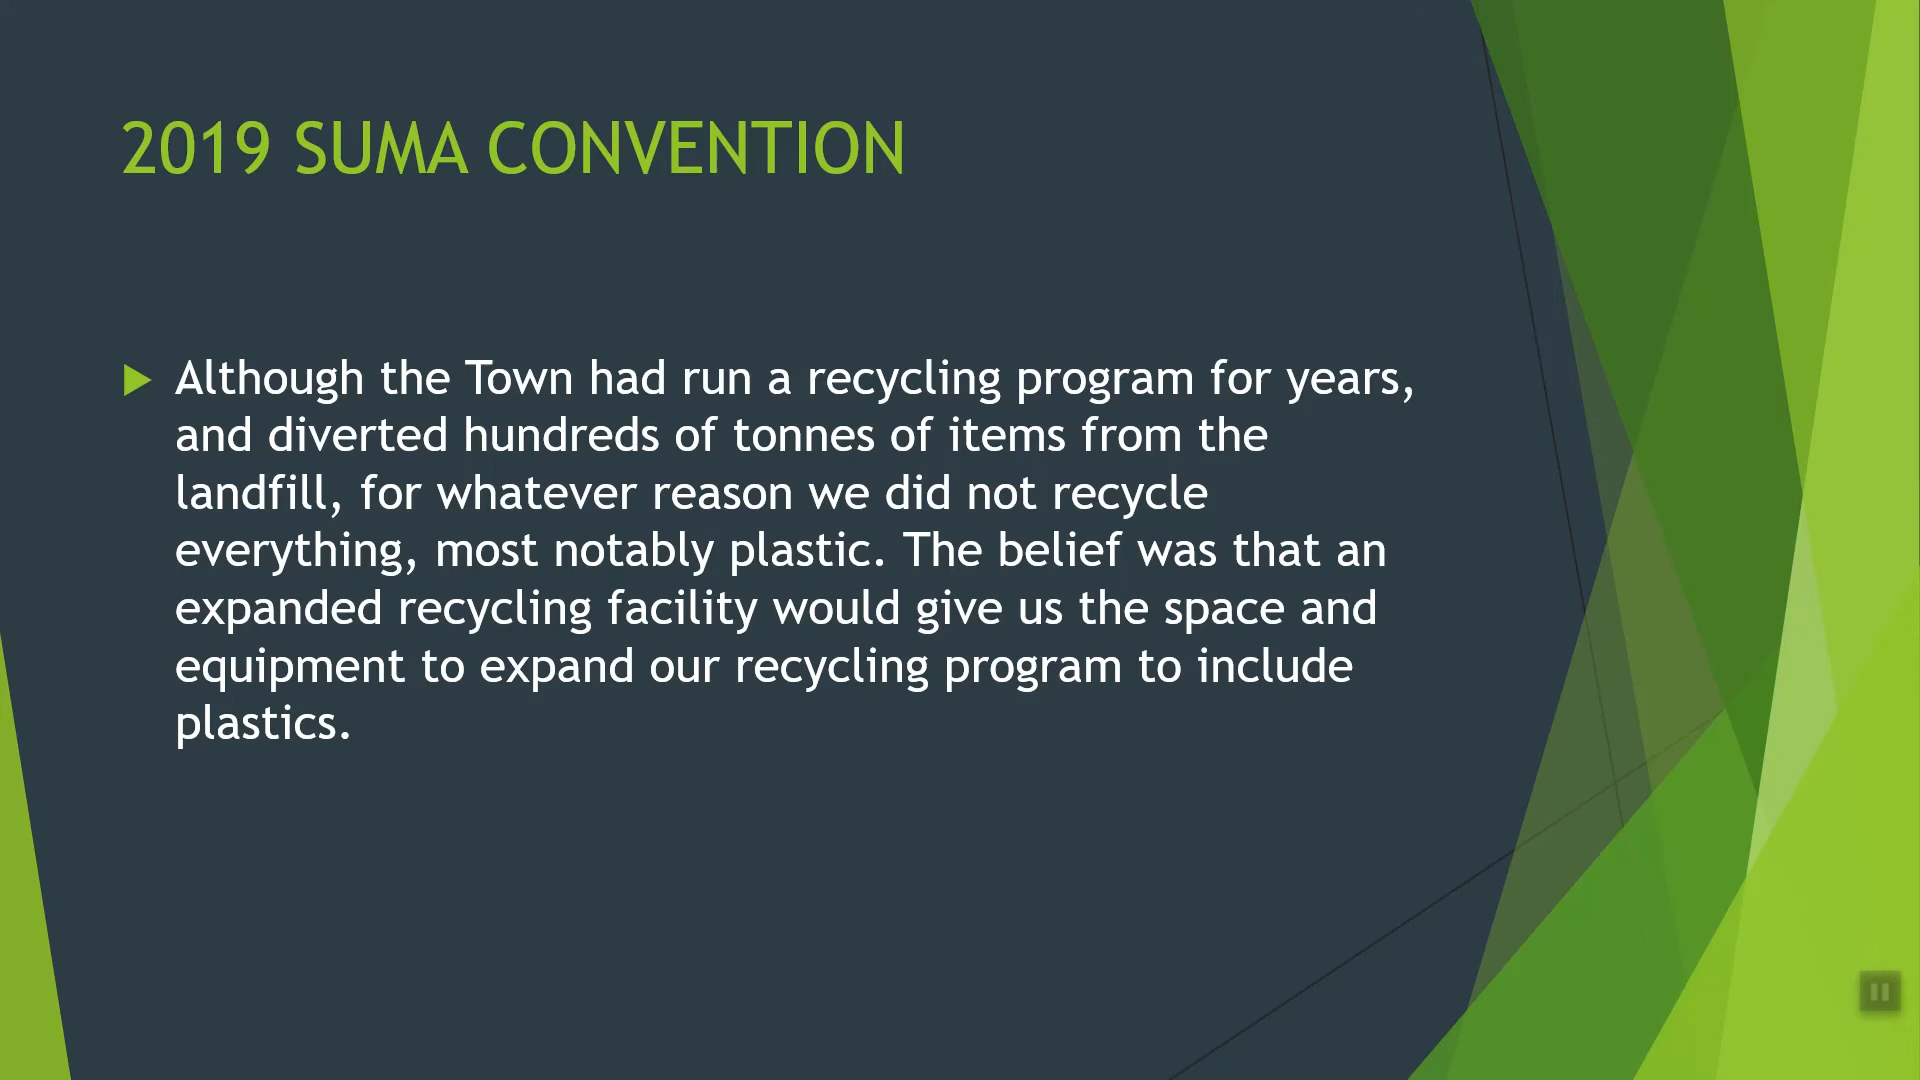 2019 SUMA CONVENTION
Although the Town had run a recycling program for years,
and diverted hundreds of tonnes of items from the
landfill, for whatever reason we did not recycle
everything, most notably plastic. The belief was that an
expanded recycling facility would give us the space and
equipment to expand our recycling program to include
plastics.